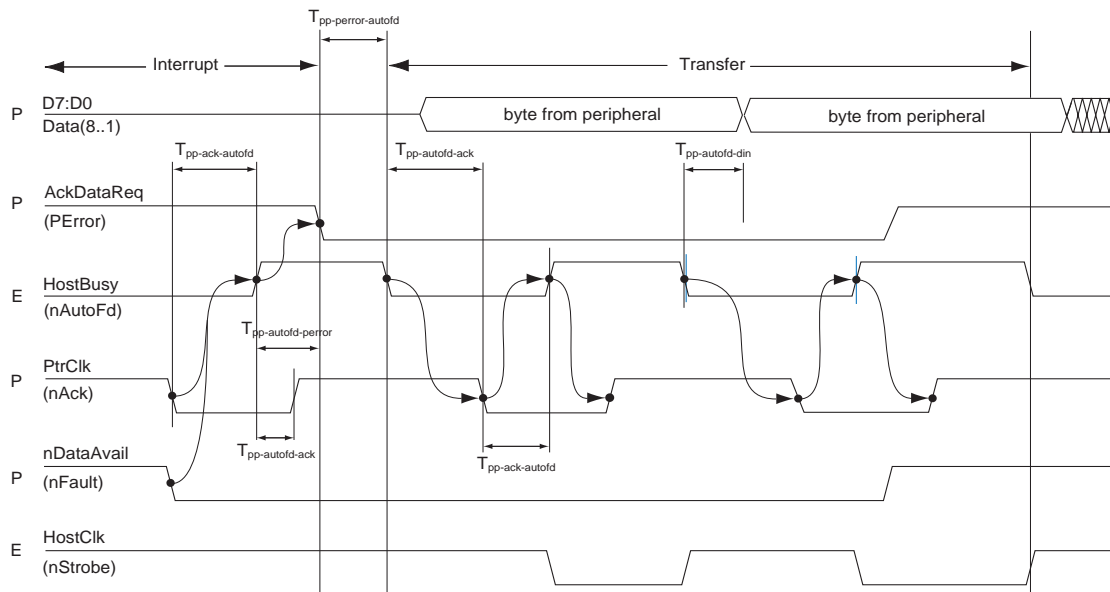 Tpp-perror-autofd
Interrupt
Transfer
P
D7:D0
Data(8..1)
byte from peripheral
byte from peripheral
Tpp-ack-autofd
Tpp-autofd-ack
Tpp-autofd-din
P
AckDataReq
(PError)
E
HostBusy
(nAutoFd)
Tpp-autofd-perror
P
PtrClk
(nAck)
Tpp-autofd-ack
Tpp-ack-autofd
P
nDataAvail
(nFault)
E
HostClk
(nStrobe)